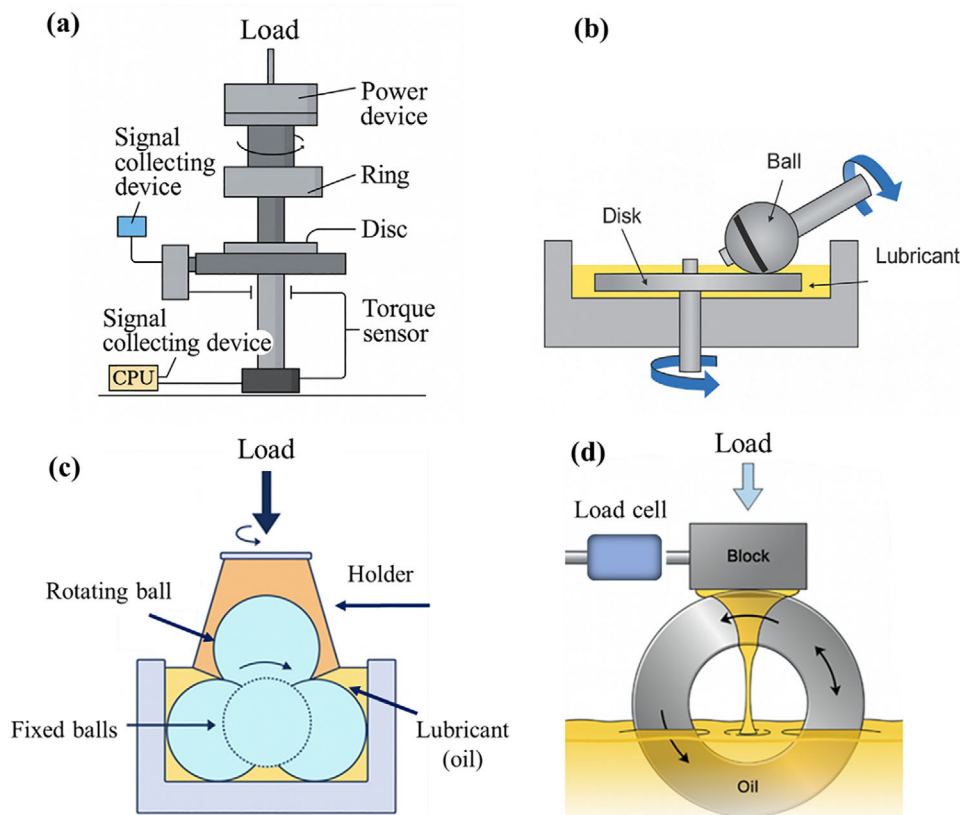 (a)
Load
Power
device
Signal
collecting
device
Ring
Disc
Torque
sensor
Signal
collecting device
CPU
(b)
Ball
Disk
Lubricant
(c)
Load
Rotating ball
Holder
Fixed balls
Lubricant
(oil)
(d)
Load
Load cell
Block
Oil